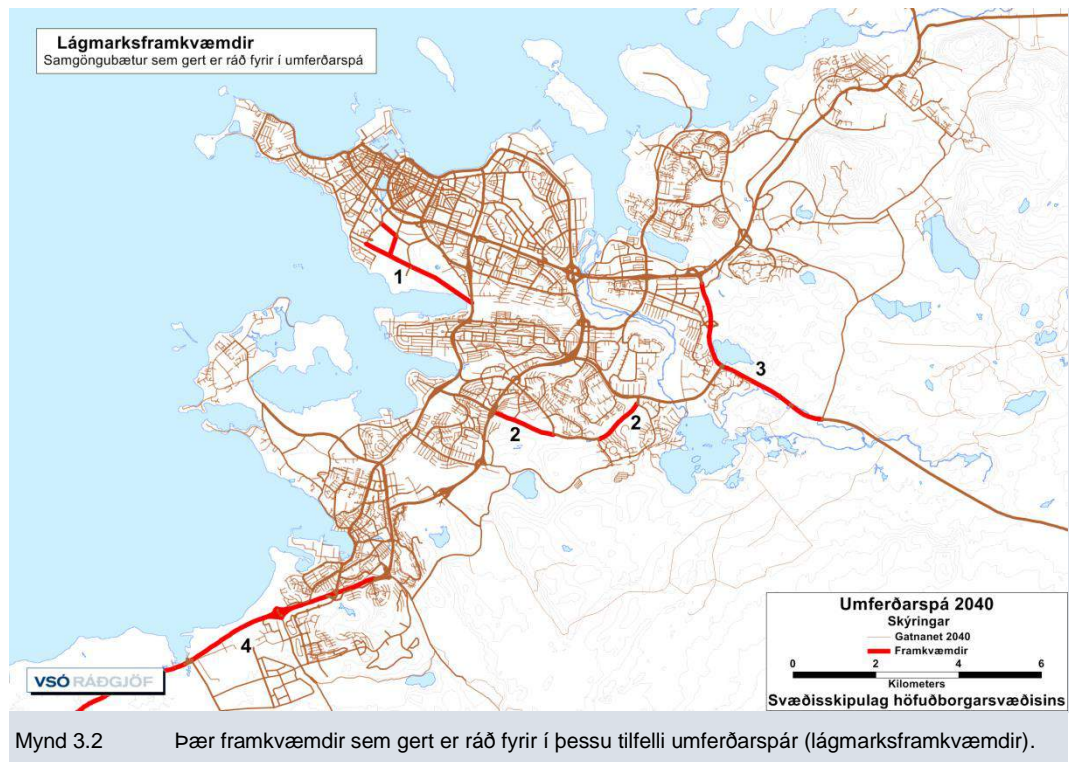 Lágmarksframkvæmdir
Samgöngubætur sem gert er ráð fyrir í umferðarspá
1
3
2
2
4
Umferðarspá 2040
Skýringar
Gatnanet 2040
Framkvæmdir
0 2 4 6
Kilometers
Svæðisskipulag höfuðborgarsvæðisins
VSÓ RÁÐGJÖF
Mynd 3.2 Þær framkvæmdir sem gert er ráð fyrir í þessu tilfelli umferðarspár (lágmarksframkvæmdir).